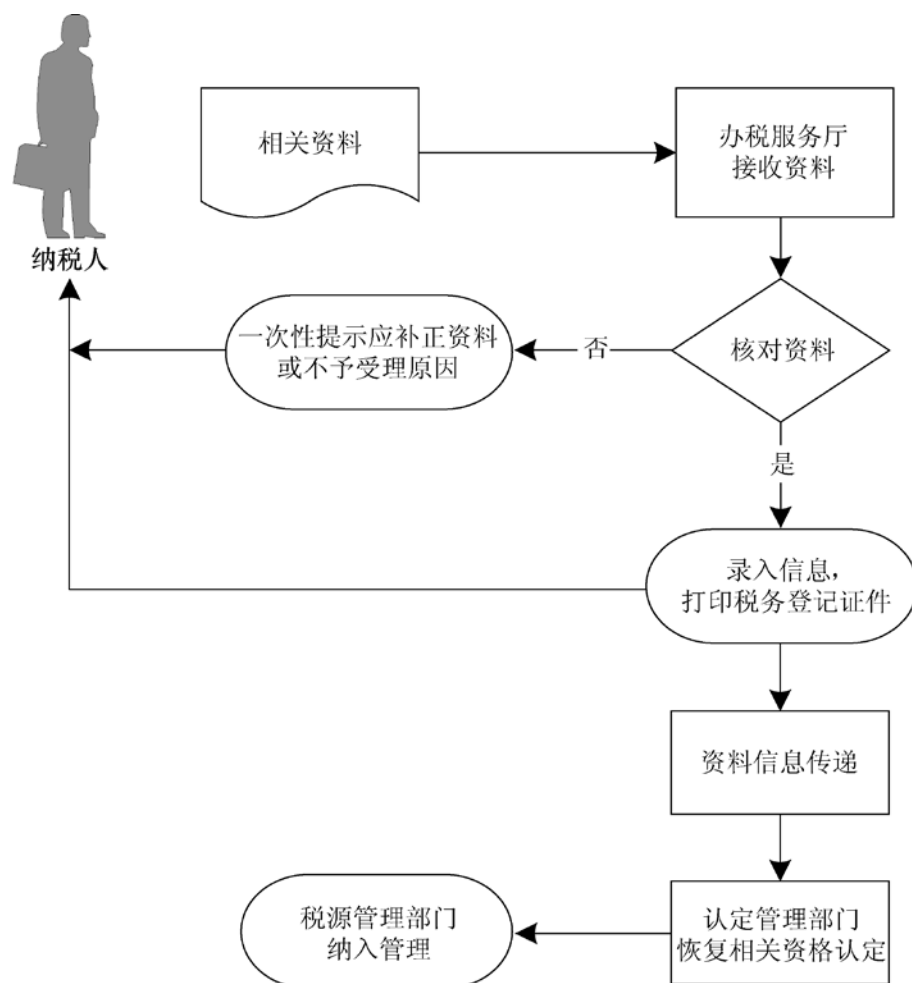 相关资料
办税服务厅
接收资料
纳税人
一次性提示应补正资料
或不予受理原因
否
核对资料
是
录入信息，
打印税务登记证件
资料信息传递
税源管理部门
纳入管理
认定管理部门
恢复相关资格认定